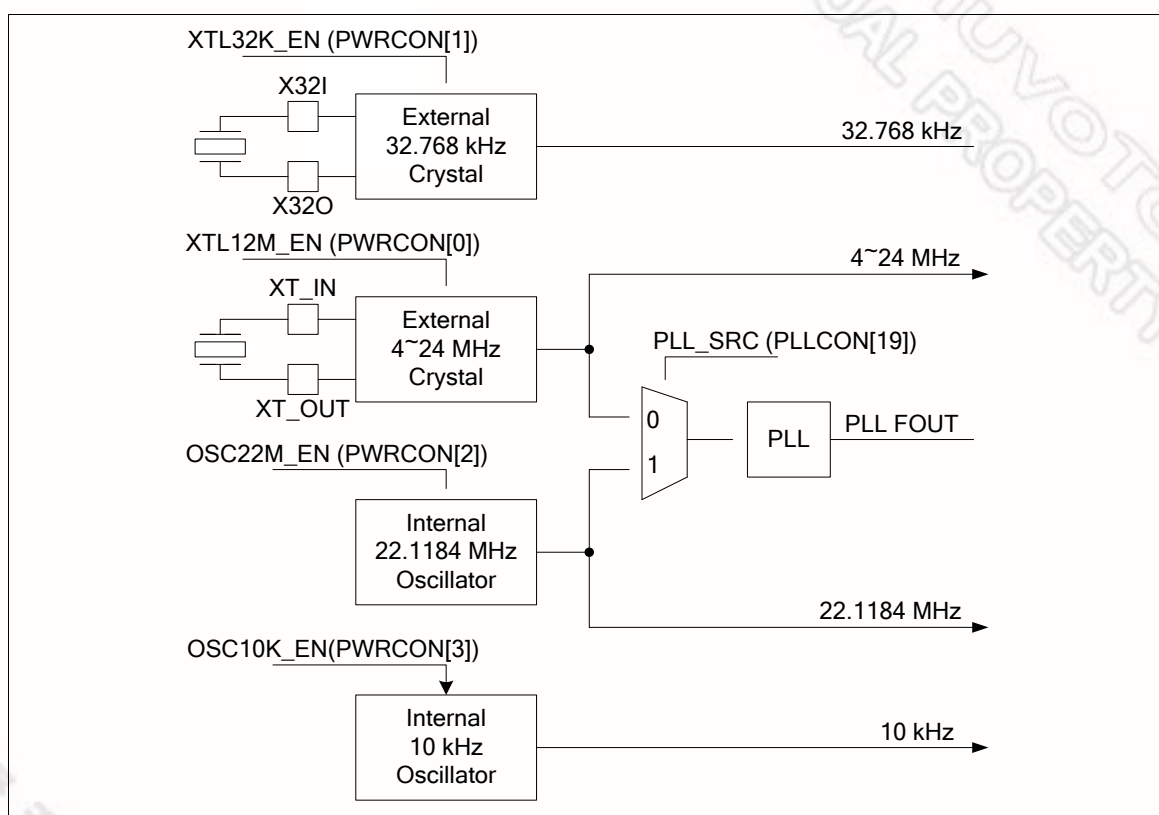 XTL32K_EN (PWRCON[1])
X32I
External
32.768 kHz
Crystal
32.768 kHz
X32O
XTL12M_EN (PWRCON[0])
4~24 MHz
XT_IN
External
4~24 MHz
Crystal
PLL_SRC (PLLCON[19])
XT_OUT
0
1
PLL
PLL FOUT
OSC22M_EN (PWRCON[2])
Internal
22.1184 MHz
Oscillator
22.1184 MHz
OSC10K_EN(PWRCON[3])
Internal
10 kHz
Oscillator
10 kHz